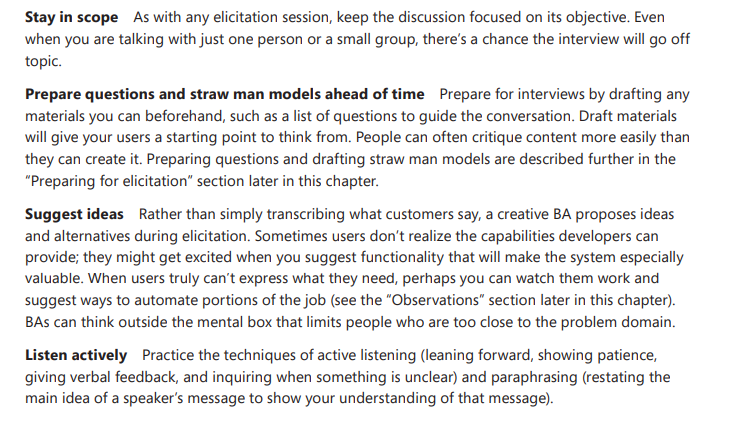 Stay in scope As with any elicitation session, keep the discussion focused on its objective. Even
when you are talking with just one person or a small group, there’s a chance the interview will go off
topic.
Prepare questions and straw man models ahead of time Prepare for interviews by drafting any
materials you can beforehand, such as a list of questions to guide the conversation. Draft materials
will give your users a starting point to think from. People can often critique content more easily than
they can create it. Preparing questions and drafting straw man models are described further in the
“Preparing for elicitation” section later in this chapter.
Suggest ideas Rather than simply transcribing what customers say, a creative BA proposes ideas
and alternatives during elicitation. Sometimes users don’t realize the capabilities developers can
provide; they might get excited when you suggest functionality that will make the system especially
valuable. When users truly can’t express what they need, perhaps you can watch them work and
suggest ways to automate portions of the job (see the “Observations” section later in this chapter).
BAs can think outside the mental box that limits people who are too close to the problem domain.
Listen actively Practice the techniques of active listening (leaning forward, showing patience,
giving verbal feedback, and inquiring when something is unclear) and paraphrasing (restating the
main idea of a speaker’s message to show your understanding of that message).